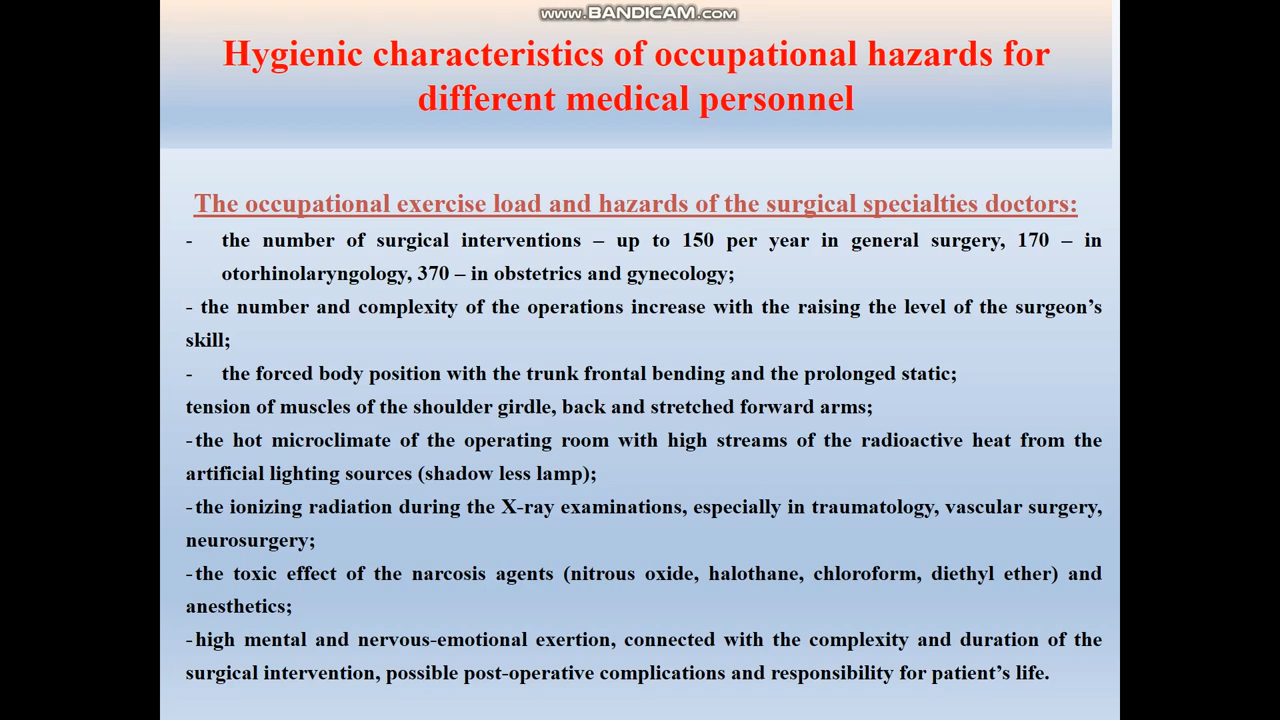 www.BANDICAM.com
Hygienic characteristics of occupational hazards for
different medical personnel
The occupational exercise load and hazards of the surgical specialties doctors:
- the number of surgical interventions – up to 150 per year in general surgery, 170 – in
otorhinolaryngology, 370 – in obstetrics and gynecology;
- the number and complexity of the operations increase with the raising the level of the surgeon's
skill;
- the forced body position with the trunk frontal bending and the prolonged static;
tension of muscles of the shoulder girdle, back and stretched forward arms;
- the hot microclimate of the operating room with high streams of the radioactive heat from the
artificial lighting sources (shadow less lamp);
- the ionizing radiation during the X-ray examinations, especially in traumatology, vascular surgery,
neurosurgery;
- the toxic effect of the narcosis agents (nitrous oxide, halothane, chloroform, diethyl ether) and
anesthetics;
- high mental and nervous-emotional exertion, connected with the complexity and duration of the
surgical intervention, possible post-operative complications and responsibility for patient's life.